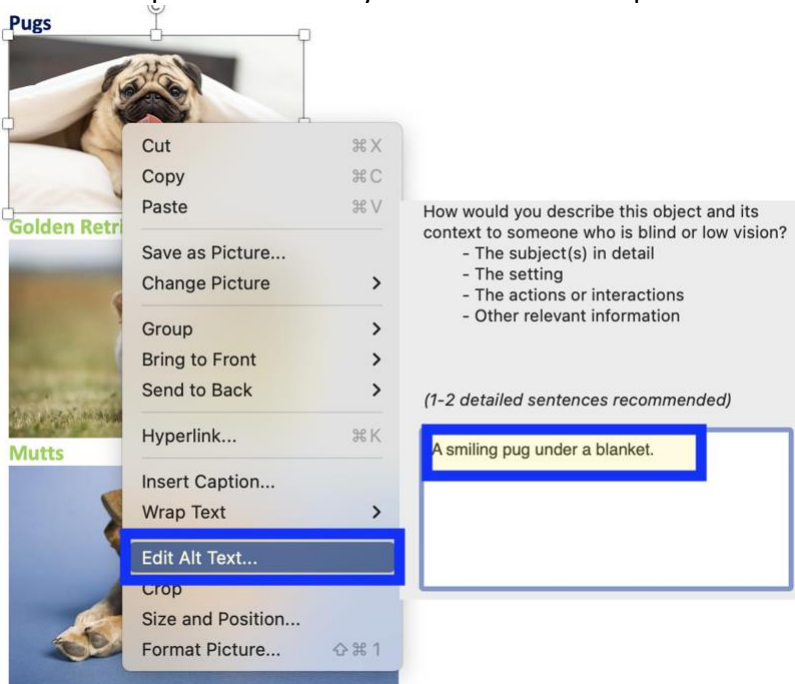 Pugs
Golden Retri
Mutts
Cut ⌘X
Copy ⌘C
Paste ⌘V
Save as Picture...
Change Picture >
Group >
Bring to Front >
Send to Back >
Hyperlink... ⌘K
Insert Caption...
Wrap Text >
Edit Alt Text...
Crop
Size and Position...
Format Picture... ⇧⌘1
How would you describe this object and its
context to someone who is blind or low vision?
- The subject(s) in detail
- The setting
- The actions or interactions
- Other relevant information
(1-2 detailed sentences recommended)
A smiling pug under a blanket.